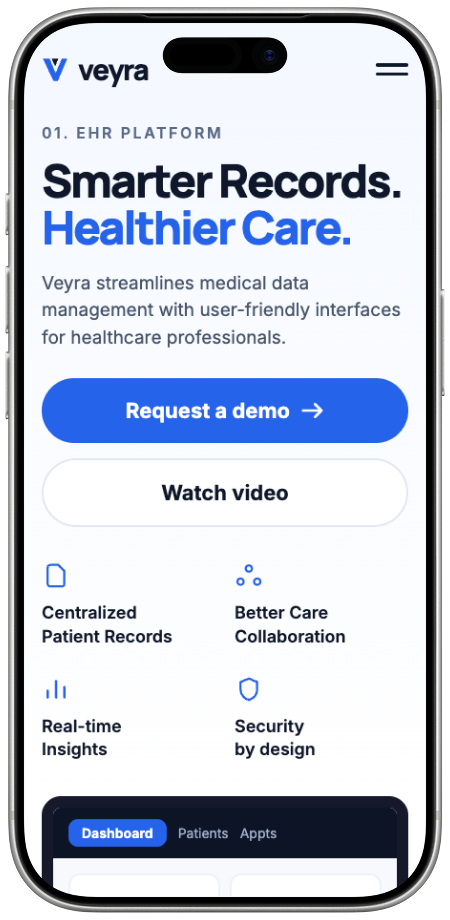 veyra
01. EHR PLATFORM
Smarter Records.
Healthier Care.
Veyra streamlines medical data
management with user-friendly interfaces
for healthcare professionals.
Request a demo →
Watch video
Centralized
Patient Records
Better Care
Collaboration
Real-time
Insights
Security
by design
Dashboard Patients Appts